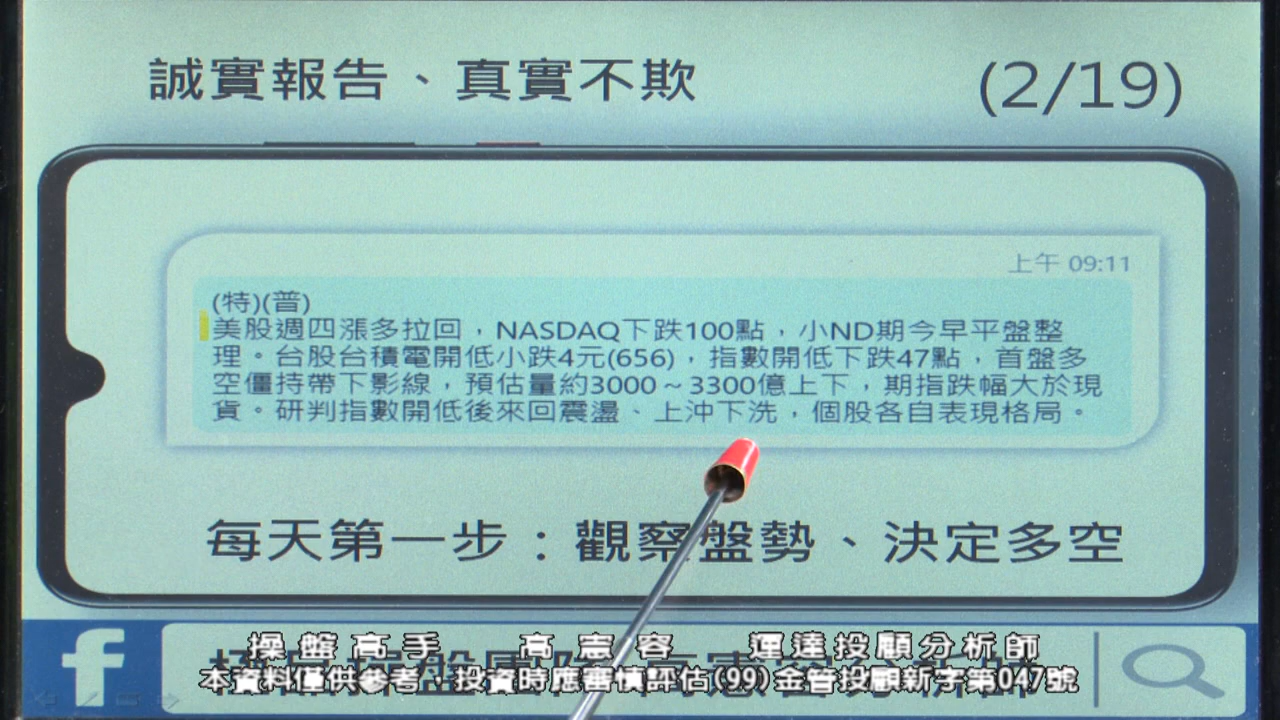 誠實報告、真實不欺
(2/19)
上午 09:11
(特)(普)
美股週四漲多拉回，NASDAQ下跌100點，小ND期今早平盤整
理。台股台積電開低小跌4元(656)，指數開低下跌47點，首盤多
空僵持帶下影線，預估量約3000～3300億上下，期指跌幅大於現
貨。研判指數開低後來回震盪、上沖下洗，個股各自表現格局。
每天第一步：觀察盤勢、決定多空
操盤高手 高憲容 運達投顧分析師
本資料僅供參考，投資時應審慎評估(99)金管投顧新字第047號